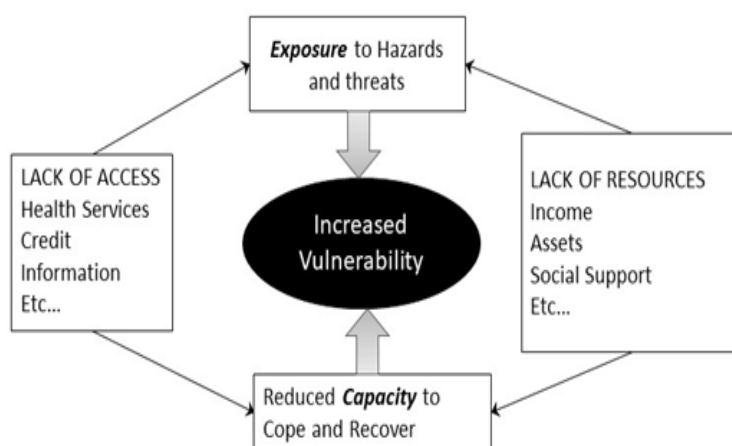 Exposure to Hazards
and threats
LACK OF ACCESS
Health Services
Credit
Information
Etc...
Increased
Vulnerability
LACK OF RESOURCES
Income
Assets
Social Support
Etc...
Reduced Capacity to
Cope and Recover